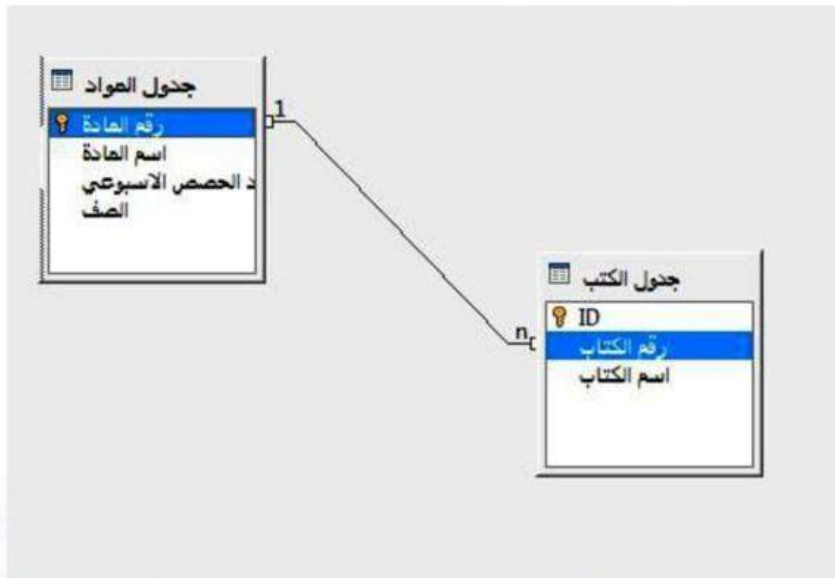 جدول المواد
رقم المادة
اسم المادة
د الحصص الاسبوعي
الصف
1
n
جدول الكتب
ID
رقم الكتاب
اسم الكتاب